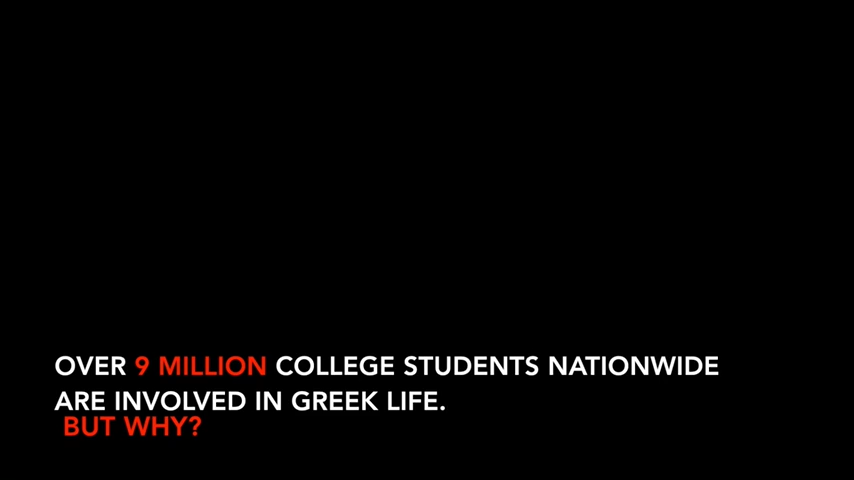 OVER 9 MILLION COLLEGE STUDENTS NATIONWIDE
ARE INVOLVED IN GREEK LIFE.
BUT WHY?